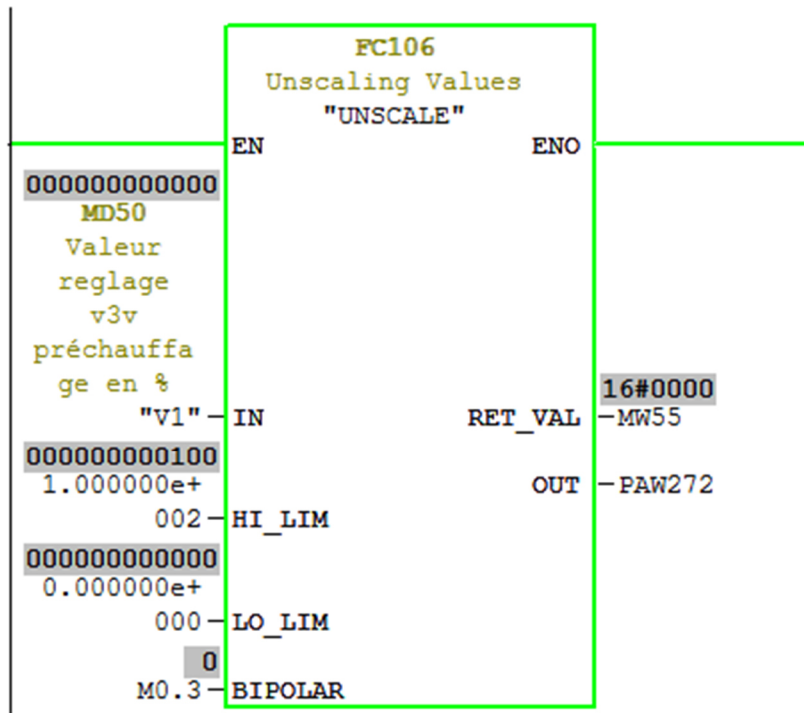 FC106
Unscaling Values
"UNSCALE"
EN ENO
000000000000
MD50
Valeur
reglage
v3v
préchauffa
ge en %
16#0000
"V1" IN RET_VAL MW55
000000000100
1.000000e+ OUT PAW272
002 HI_LIM
000000000000
0.000000e+
000 LO_LIM
0
M0.3 BIPOLAR